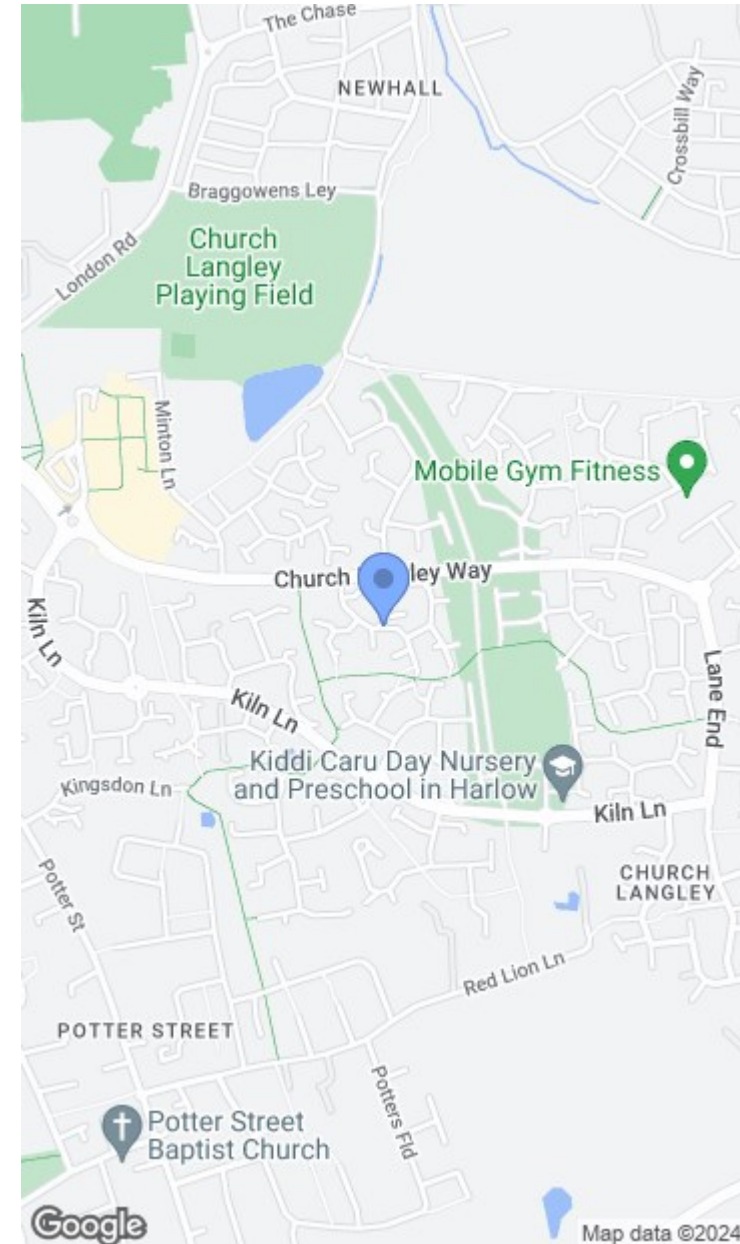 The Chase
NEWHALL
Crossbill Way
Braggowens Ley
Church
Langley
Playing Field
London Rd
Minton Ln
Mobile Gym Fitness
Church
ley Way
Kiln Ln
Lane End
Kiln Ln
Kiddi Caru Day Nursery
and Preschool in Harlow
Kingsdon Ln
Kiln Ln
Potter St
CHURCH
LANGLEY
Red Lion Ln
POTTER STREET
Potters Fld
Potter Street
Baptist Church
Google
Map data ©2024